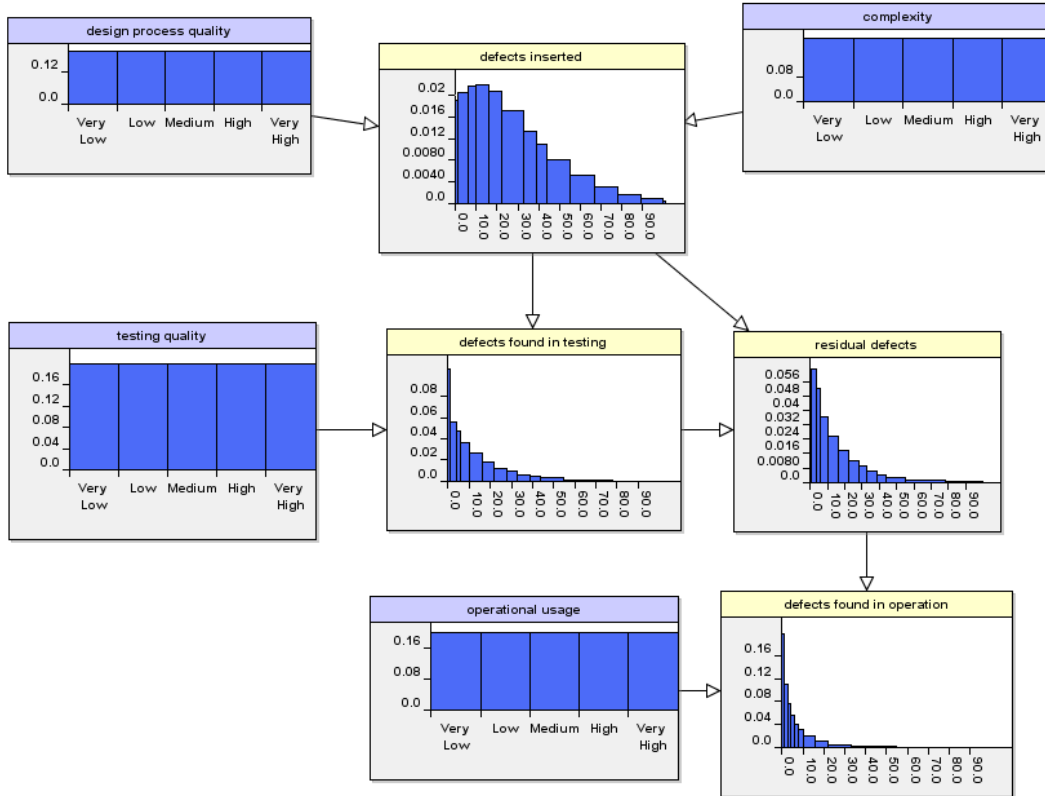 design process quality
0.12
0.0
Very Low
Low
Medium
High
Very High
complexity
0.08
0.0
Very Low
Low
Medium
High
Very High
defects inserted
0.02
0.016
0.012
0.0080
0.0040
0.0
0.0
10.0
20.0
30.0
40.0
50.0
60.0
70.0
80.0
90.0
testing quality
0.16
0.12
0.08
0.04
0.0
Very Low
Low
Medium
High
Very High
defects found in testing
0.08
0.06
0.04
0.02
0.0
0.0
10.0
20.0
30.0
40.0
50.0
60.0
70.0
80.0
90.0
residual defects
0.056
0.048
0.04
0.032
0.024
0.016
0.0080
0.0
0.0
10.0
20.0
30.0
40.0
50.0
60.0
70.0
80.0
90.0
operational usage
0.16
0.08
0.0
Very Low
Low
Medium
High
Very High
defects found in operation
0.16
0.12
0.08
0.04
0.0
0.0
10.0
20.0
30.0
40.0
50.0
60.0
70.0
80.0
90.0